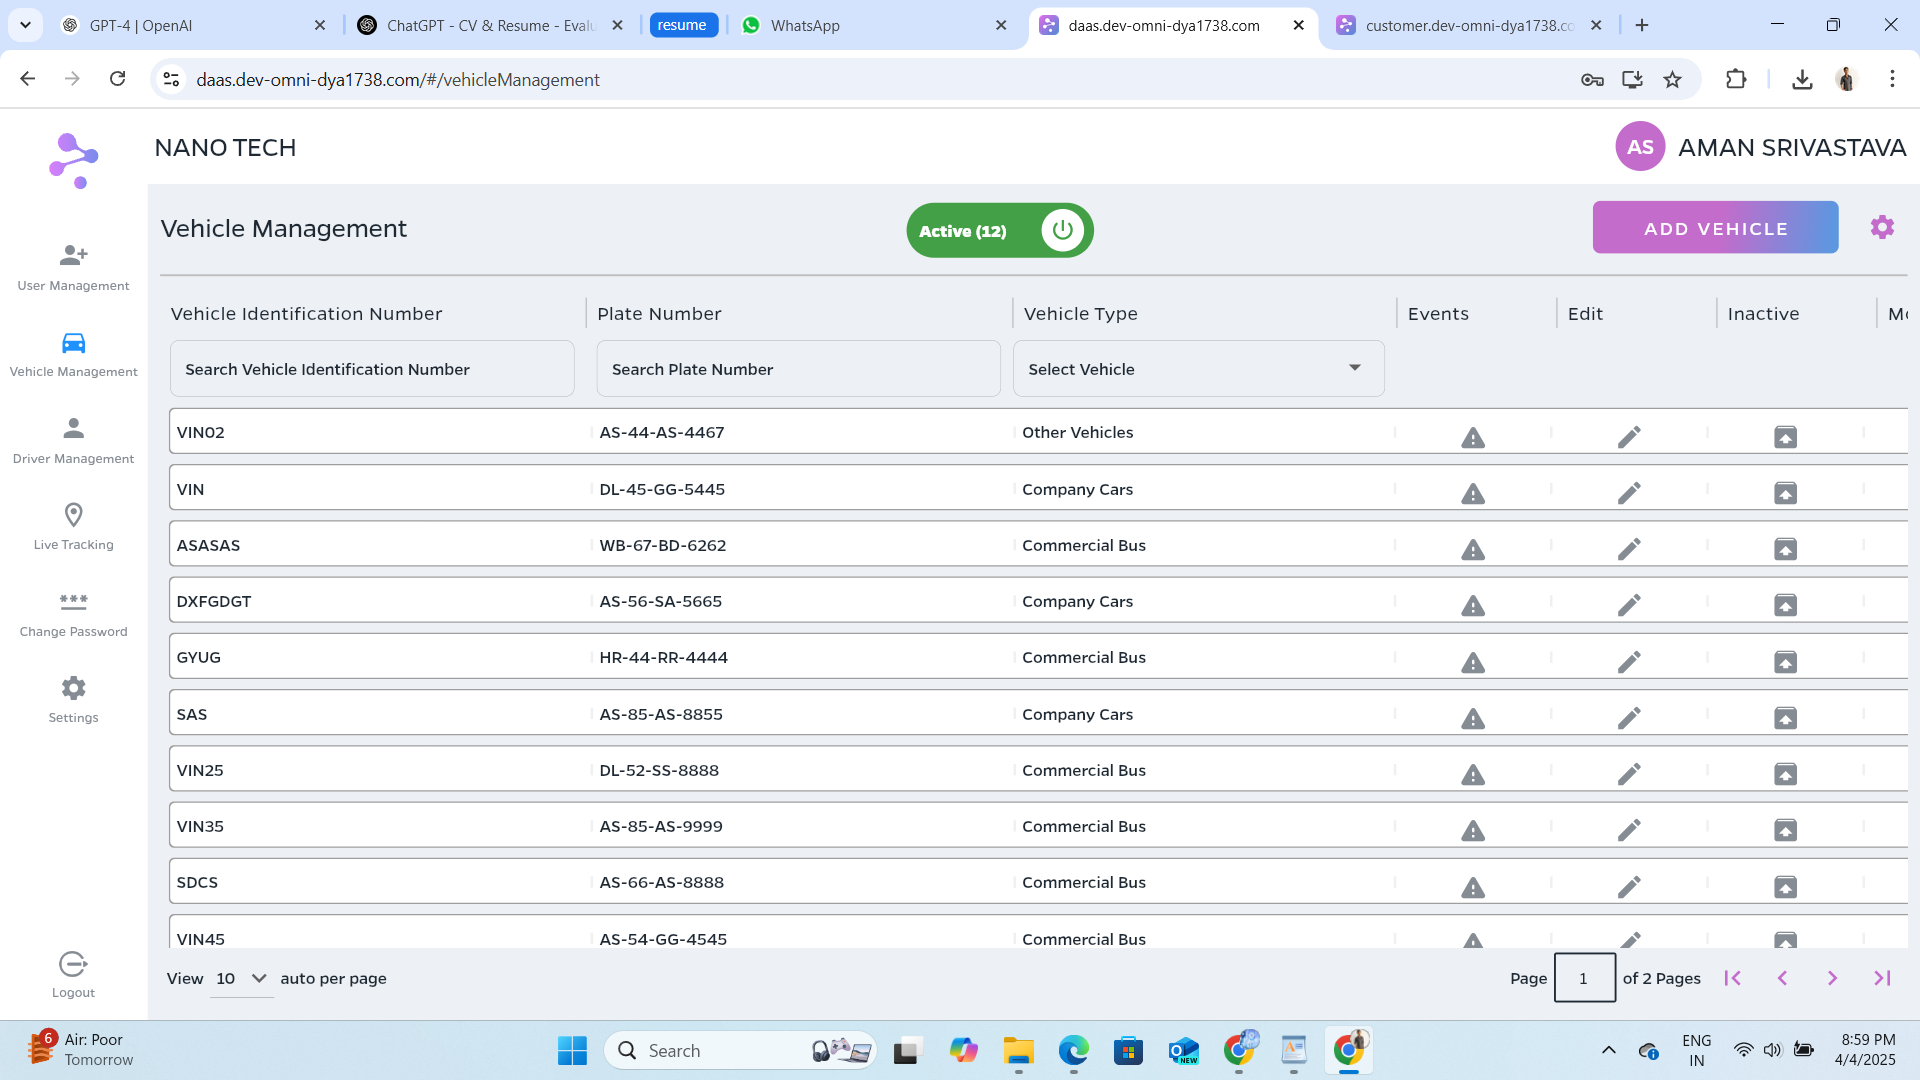 GPT-4 | OpenAI
ChatGPT - CV & Resume - Evalu
resume
WhatsApp
daas.dev-omni-dya1738.com
customer.dev-omni-dya1738.co
daas.dev-omni-dya1738.com/#/vehicleManagement
NANO TECH
AS
AMAN SRIVASTAVA
Vehicle Management
Active (12)
ADD VEHICLE
User Management
Vehicle Management
Driver Management
Live Tracking
Change Password
Settings
Logout
Vehicle Identification Number
Plate Number
Vehicle Type
Events
Edit
Inactive
Search Vehicle Identification Number
Search Plate Number
Select Vehicle
VIN02 AS-44-AS-4467 Other Vehicles
VIN DL-45-GG-5445 Company Cars
ASASAS WB-67-BD-6262 Commercial Bus
DXFGDGT AS-56-SA-5665 Company Cars
GYUG HR-44-RR-4444 Commercial Bus
SAS AS-85-AS-8855 Company Cars
VIN25 DL-52-SS-8888 Commercial Bus
VIN35 AS-85-AS-9999 Commercial Bus
SDCS AS-66-AS-8888 Commercial Bus
VIN45 AS-54-GG-4545 Commercial Bus
View 10 auto per page
Page 1 of 2 Pages
6
Air: Poor
Tomorrow
Search
NEW
ENG
IN
8:59 PM
4/4/2025